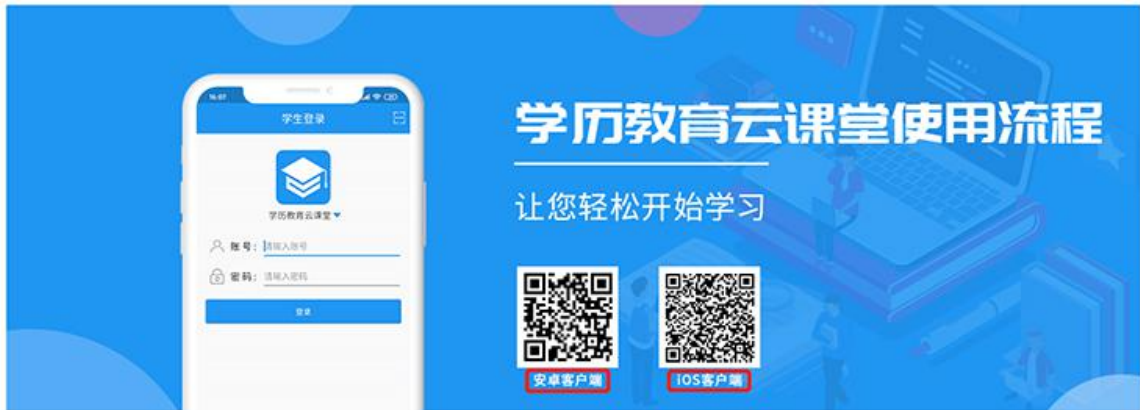 16:07
学生登录
学历教育云课堂
账号：请输入账号
密码：请输入密码
登录
学历教育云课堂使用流程
让您轻松开始学习
安卓客户端
iOS客户端